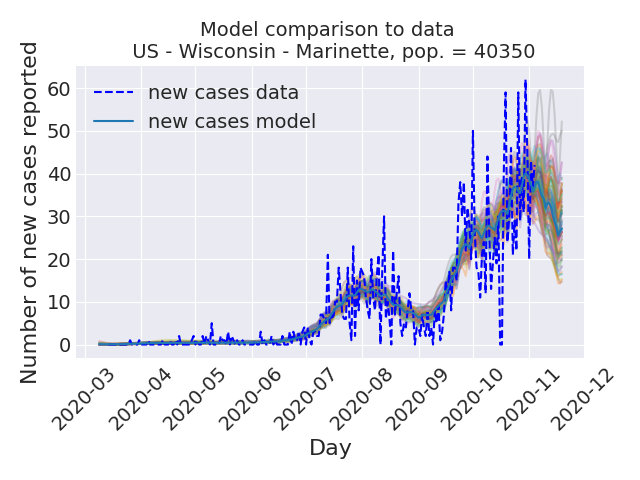 Model comparison to data
US - Wisconsin - Marinette, pop. = 40350
Number of new cases reported
60
50
40
30
20
10
0
new cases data
new cases model
2020-03
2020-04
2020-05
2020-06
2020-07
2020-08
2020-09
2020-10
2020-11
2020-12
Day